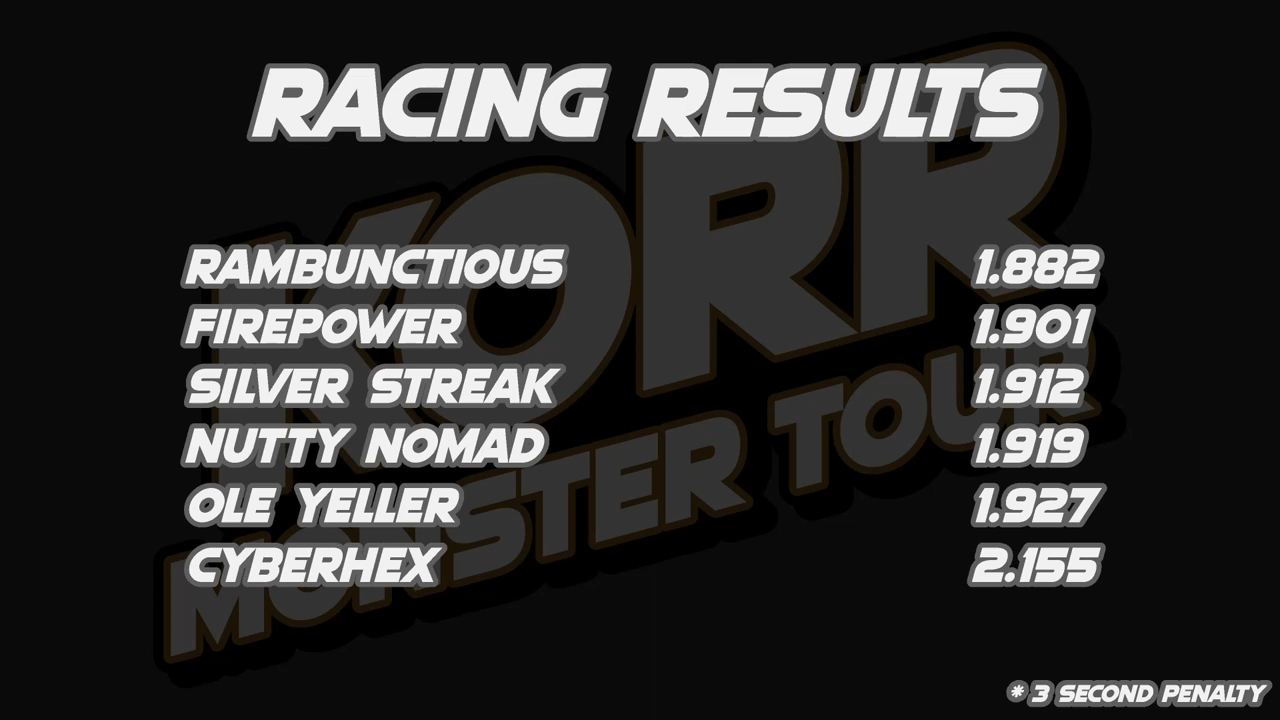 RACING RESULTS
KORR
MONSTER TOUR
RAMBUNCTIOUS 1.882
FIREPOWER 1.901
SILVER STREAK 1.912
NUTTY NOMAD 1.919
OLE YELLER 1.927
CYBERHEX 2.155
* 3 SECOND PENALTY